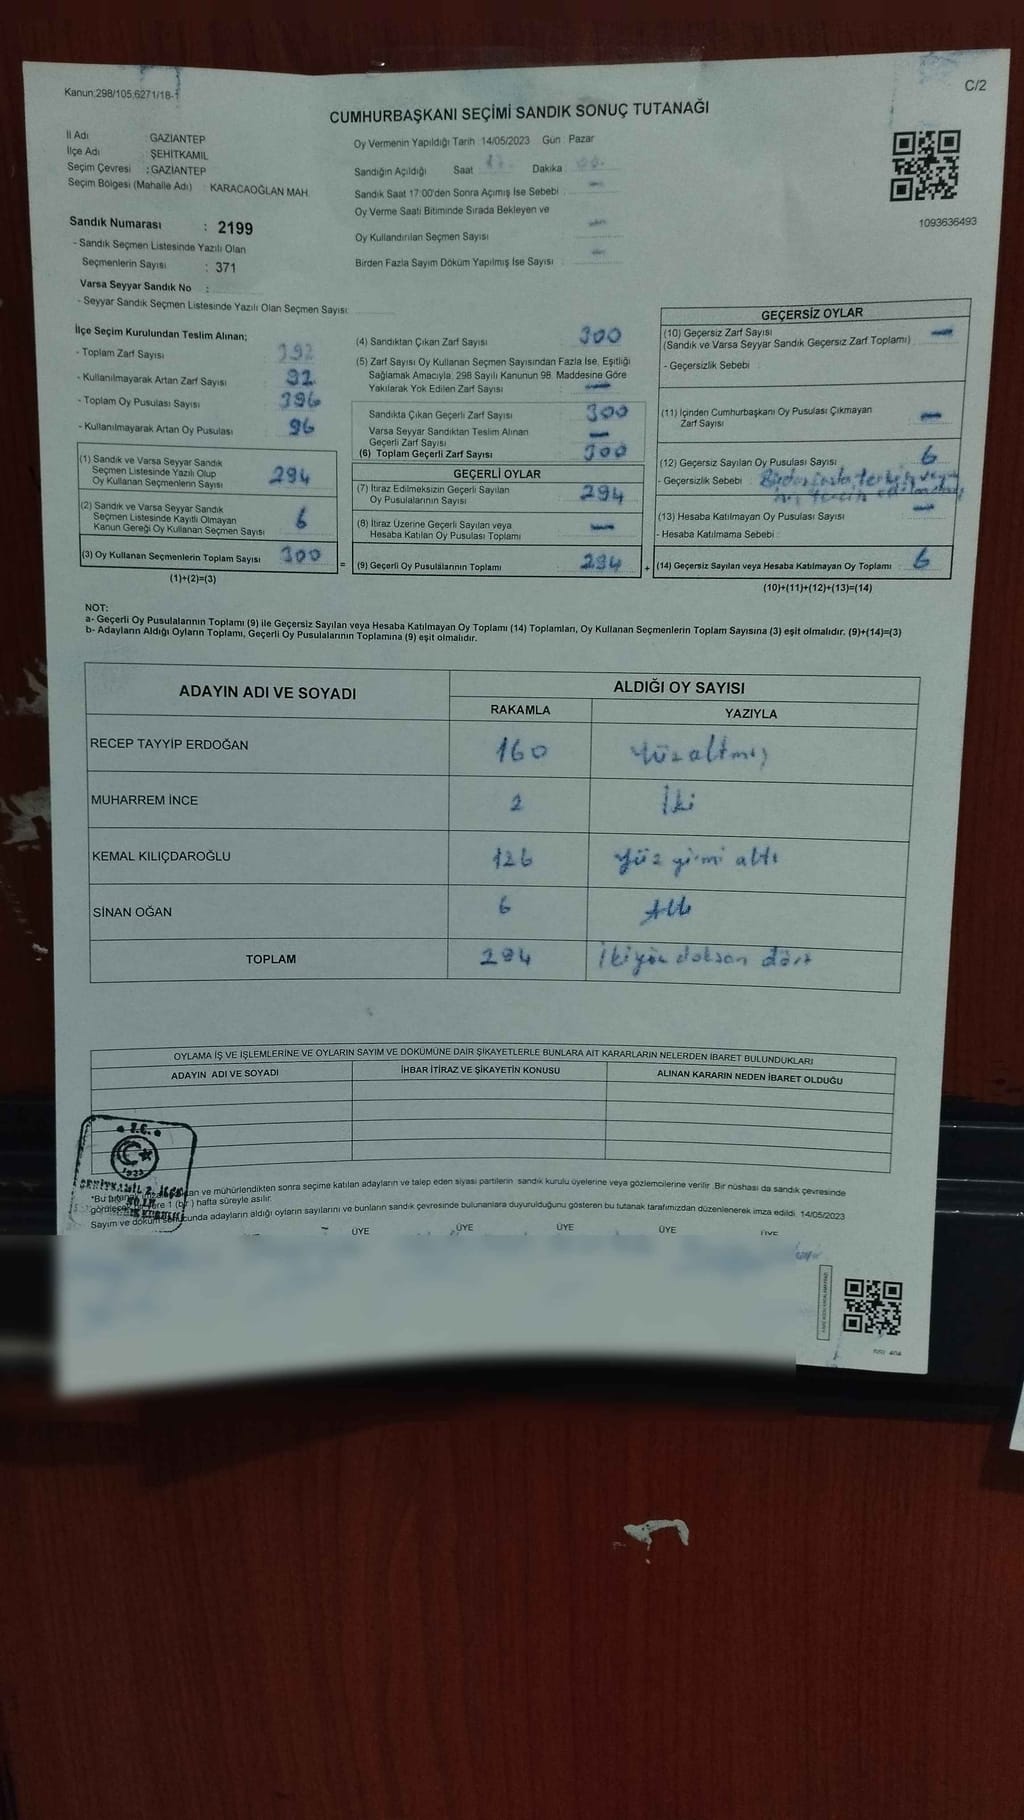 Kanun:298/105,6271/18-1
C/2
CUMHURBAŞKANI SEÇİMİ SANDIK SONUÇ TUTANAĞI
İl Adı : GAZİANTEP
İlçe Adı : ŞEHİTKAMİL
Seçim Çevresi : GAZİANTEP
Seçim Bölgesi (Mahalle Adı) : KARACAOĞLAN MAH.
Sandık Numarası : 2199
- Sandık Seçmen Listesinde Yazılı Olan
Seçmenlerin Sayısı : 371
Varsa Seyyar Sandık No :
- Seyyar Sandık Seçmen Listesinde Yazılı Olan Seçmen Sayısı
Oy Vermenin Yapıldığı Tarih : 14/05/2023 Gün : Pazar
Sandığın Açıldığı Saat 17 Dakika 00
Sandık Saat 17:00'den Sonra Açımış İse Sebebi : —
Oy Verme Saati Bitiminde Sırada Bekleyen ve
Oy Kullandırılan Seçmen Sayısı : —
Birden Fazla Sayım Döküm Yapılmış İse Sayısı : —
1093636493
İlçe Seçim Kurulundan Teslim Alınan;
- Toplam Zarf Sayısı : 392
- Kullanılmayarak Artan Zarf Sayısı : 92
- Toplam Oy Pusulası Sayısı : 396
- Kullanılmayarak Artan Oy Pusulası : 96
(1) Sandık ve Varsa Seyyar Sandık
Seçmen Listesinde Yazılı Olup
Oy Kullanan Seçmenlerin Sayısı : 294
(2) Sandık ve Varsa Seyyar Sandık
Seçmen Listesinde Kayıtlı Olmayan
Kanun Gereği Oy Kullanan Seçmen Sayısı : 6
(3) Oy Kullanan Seçmenlerin Toplam Sayısı : 300
(1)+(2)=(3)
(4) Sandıktan Çıkan Zarf Sayısı : 300
(5) Zarf Sayısı Oy Kullanan Seçmen Sayısından Fazla İse, Eşitliği
Sağlamak Amacıyla, 298 Sayılı Kanunun 98. Maddesine Göre
Yakılarak Yok Edilen Zarf Sayısı : —
Sandıkta Çıkan Geçerli Zarf Sayısı : 300
Varsa Seyyar Sandıktan Teslim Alınan
Geçerli Zarf Sayısı : —
(6) Toplam Geçerli Zarf Sayısı : 300
GEÇERLİ OYLAR
(7) İtiraz Edilmeksizin Geçerli Sayılan
Oy Pusulalarının Sayısı : 294
(8) İtiraz Üzerine Geçerli Sayılan veya
Hesaba Katılan Oy Pusulası Toplamı : —
= (9) Geçerli Oy Pusulalarının Toplamı : 294
GEÇERSİZ OYLAR
(10) Geçersiz Zarf Sayısı : —
(Sandık ve Varsa Seyyar Sandık Geçersiz Zarf Toplamı)
- Geçersizlik Sebebi :
(11) İçinden Cumhurbaşkanı Oy Pusulası Çıkmayan
Zarf Sayısı : —
(12) Geçersiz Sayılan Oy Pusulası Sayısı : 6
- Geçersizlik Sebebi : Birden fazla tercih veya
hiç tercih
(13) Hesaba Katılmayan Oy Pusulası Sayısı : —
- Hesaba Katılmama Sebebi :
+ (14) Geçersiz Sayılan veya Hesaba Katılmayan Oy Toplamı : 6
(10)+(11)+(12)+(13)=(14)
NOT:
a- Geçerli Oy Pusulalarının Toplamı (9) ile Geçersiz Sayılan veya Hesaba Katılmayan Oy Toplamı (14) Toplamları, Oy Kullanan Seçmenlerin Toplam Sayısına (3) eşit olmalıdır. (9)+(14)=(3)
b- Adayların Aldığı Oyların Toplamı, Geçerli Oy Pusulalarının Toplamına (9) eşit olmalıdır.
ADAYIN ADI VE SOYADI ALDIĞI OY SAYISI
RAKAMLA YAZIYLA
RECEP TAYYİP ERDOĞAN 160 Yüzaltmış
MUHARREM İNCE 2 İki
KEMAL KILIÇDAROĞLU 126 Yüz yirmi altı
SİNAN OĞAN 6 Altı
TOPLAM 294 İkiyüz doksan dört
OYLAMA İŞ VE İŞLEMLERİNE VE OYLARIN SAYIM VE DÖKÜMÜNE DAİR ŞİKAYETLERLE BUNLARA AİT KARARLARIN NELERDEN İBARET BULUNDUKLARI
ADAYIN ADI VE SOYADI İHBAR İTİRAZ VE ŞİKAYETİN KONUSU ALINAN KARARIN NEDEN İBARET OLDUĞU
T.C.
1923
ŞEHİTKAMİL 2. İLÇE
*Bu tutanak ve mühürlendikten sonra seçime katılan adayların ve talep eden siyasi partilerin sandık kurulu üyelerine veya gözlemcilerine verilir. Bir nüshası da sandık çevresinde
1 (bir) hafta süreyle asılır.
Sayım ve döküm sonucunda adayların aldığı oyların sayılarını ve bunların sandık çevresinde bulunanlara duyurulduğunu gösteren bu tutanak tarafımızdan düzenlenerek imza edildi. 14/05/2023
ÜYE ÜYE ÜYE ÜYE ÜYE